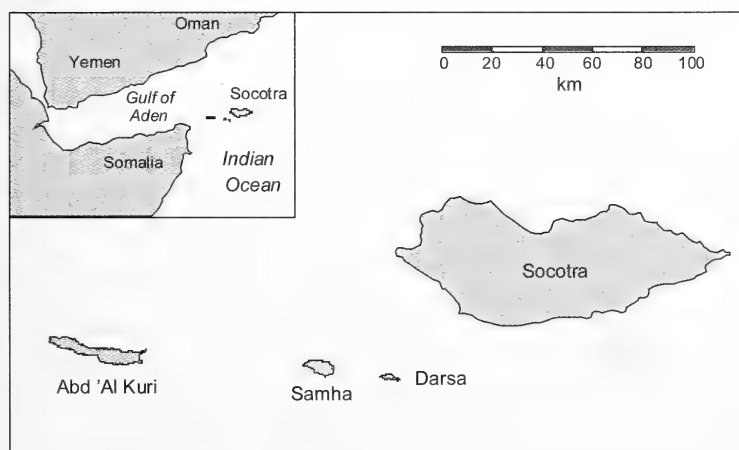 Oman
Yemen
Gulf of
Aden
Socotra
Somalia
Indian
Ocean
0 20 40 60 80 100
km
Socotra
Abd 'Al Kuri
Samha
Darsa